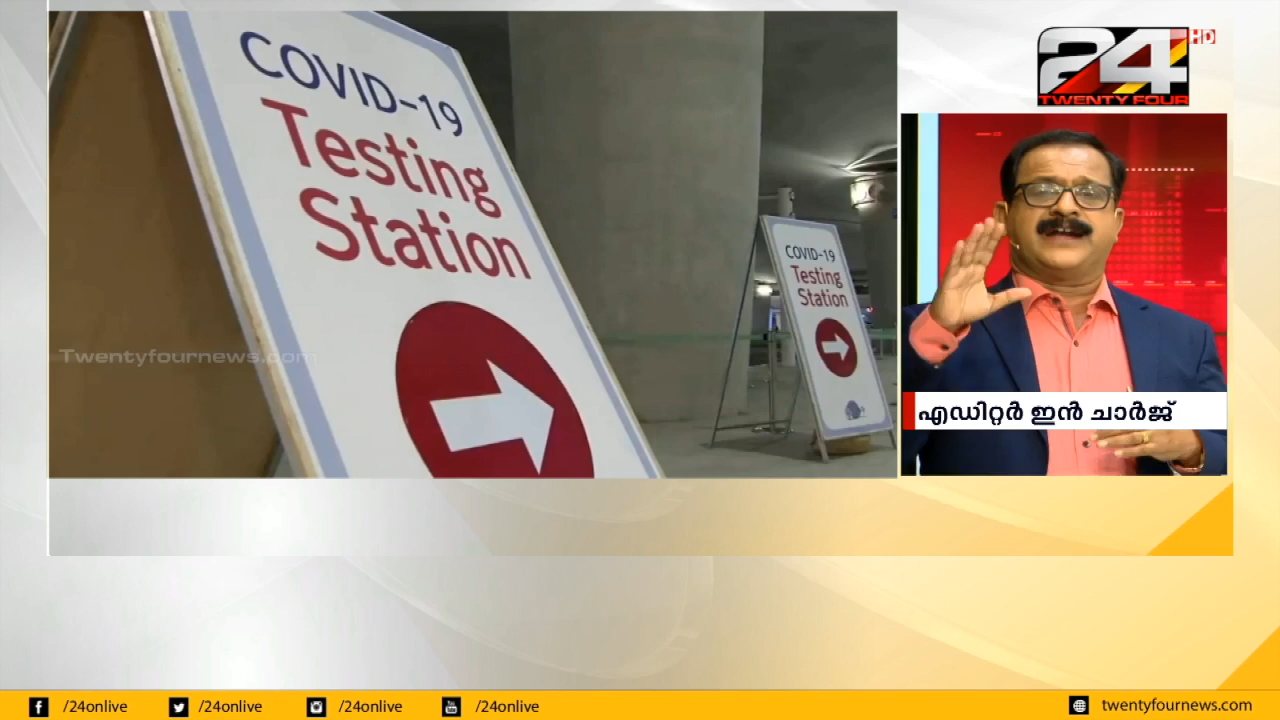 COVID-19
Testing
Station
COVID-19
Testing
Station
Twentyfournews.com
24 HD
TWENTY FOUR
എഡിറ്റർ ഇൻ ചാർജ്
/24onlive
/24onlive
/24onlive
/24onlive
twentyfournews.com